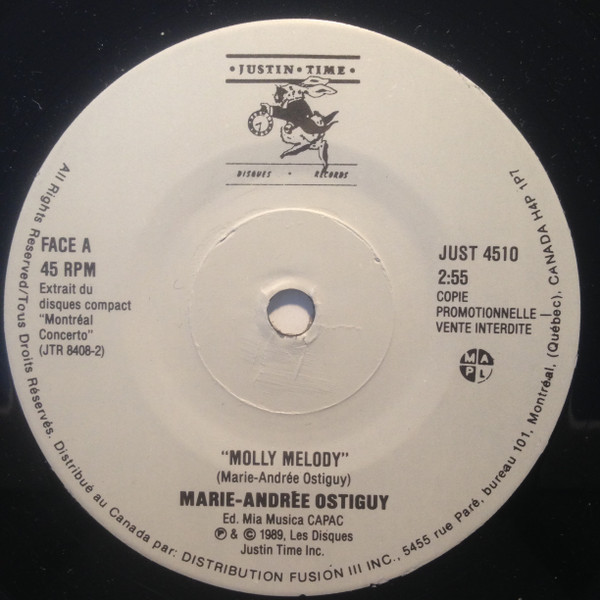 • JUSTIN • TIME •
DISQUES • RECORDS
FACE A
45 RPM
Extrait du
disques compact
"Montréal
Concerto"
(JTR 8408-2)
JUST 4510
2:55
COPIE
PROMOTIONNELLE —
VENTE INTERDITE
M A P L
"MOLLY MELODY"
(Marie-Andrée Ostiguy)
MARIE-ANDRÉE OSTIGUY
Ed. Mia Musica CAPAC
℗ & © 1989, Les Disques
Justin Time Inc.
All Rights Reserved/Tous Droits Réservés. Distribué au Canada par: DISTRIBUTION FUSION III INC., 5455 rue Paré, bureau 101, Montréal, (Québec), CANADA H4P 1P7